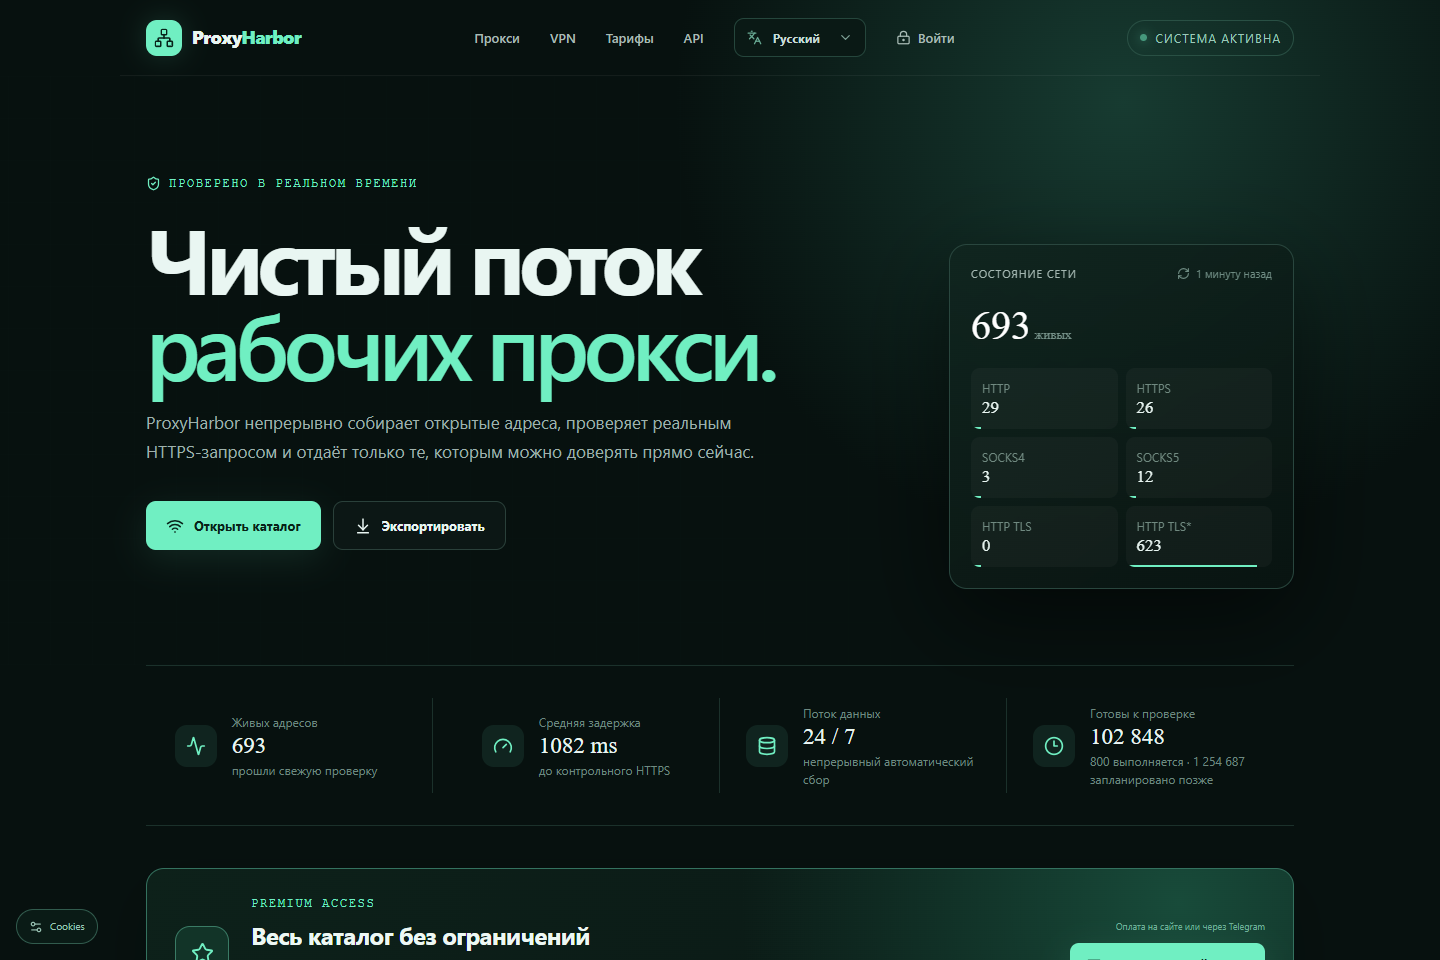 ProxyHarbor
Прокси
VPN
Тарифы
API
Русский
Войти
СИСТЕМА АКТИВНА
ПРОВЕРЕНО В РЕАЛЬНОМ ВРЕМЕНИ
Чистый поток
рабочих прокси.
ProxyHarbor непрерывно собирает открытые адреса, проверяет реальным
HTTPS-запросом и отдаёт только те, которым можно доверять прямо сейчас.
Открыть каталог
Экспортировать
СОСТОЯНИЕ СЕТИ
1 минуту назад
693 живых
HTTP
29
HTTPS
26
SOCKS4
3
SOCKS5
12
HTTP TLS
0
HTTP TLS*
623
Живых адресов
693
прошли свежую проверку
Средняя задержка
1082 ms
до контрольного HTTPS
Поток данных
24 / 7
непрерывный автоматический
сбор
Готовы к проверке
102 848
800 выполняется · 1 254 687
запланировано позже
PREMIUM ACCESS
Весь каталог без ограничений
Оплата на сайте или через Telegram
Cookies